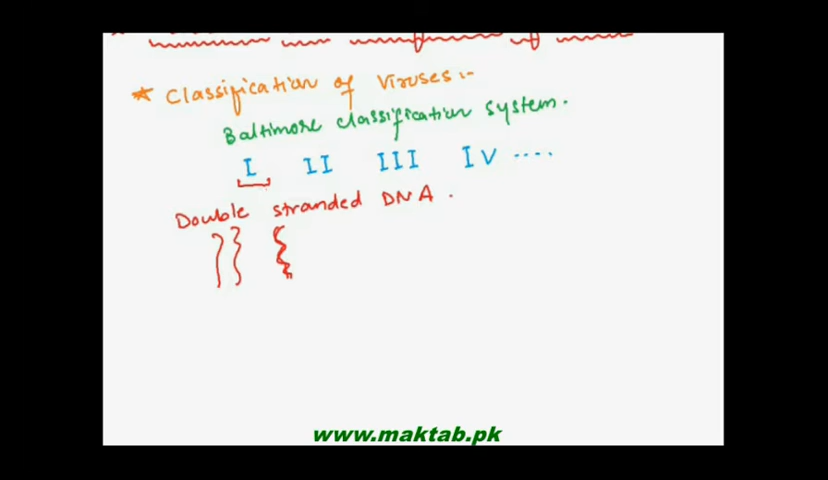 * Classification of Viruses:-
Baltimore classification system.
I II III IV ....
Double stranded DNA.
www.maktab.pk